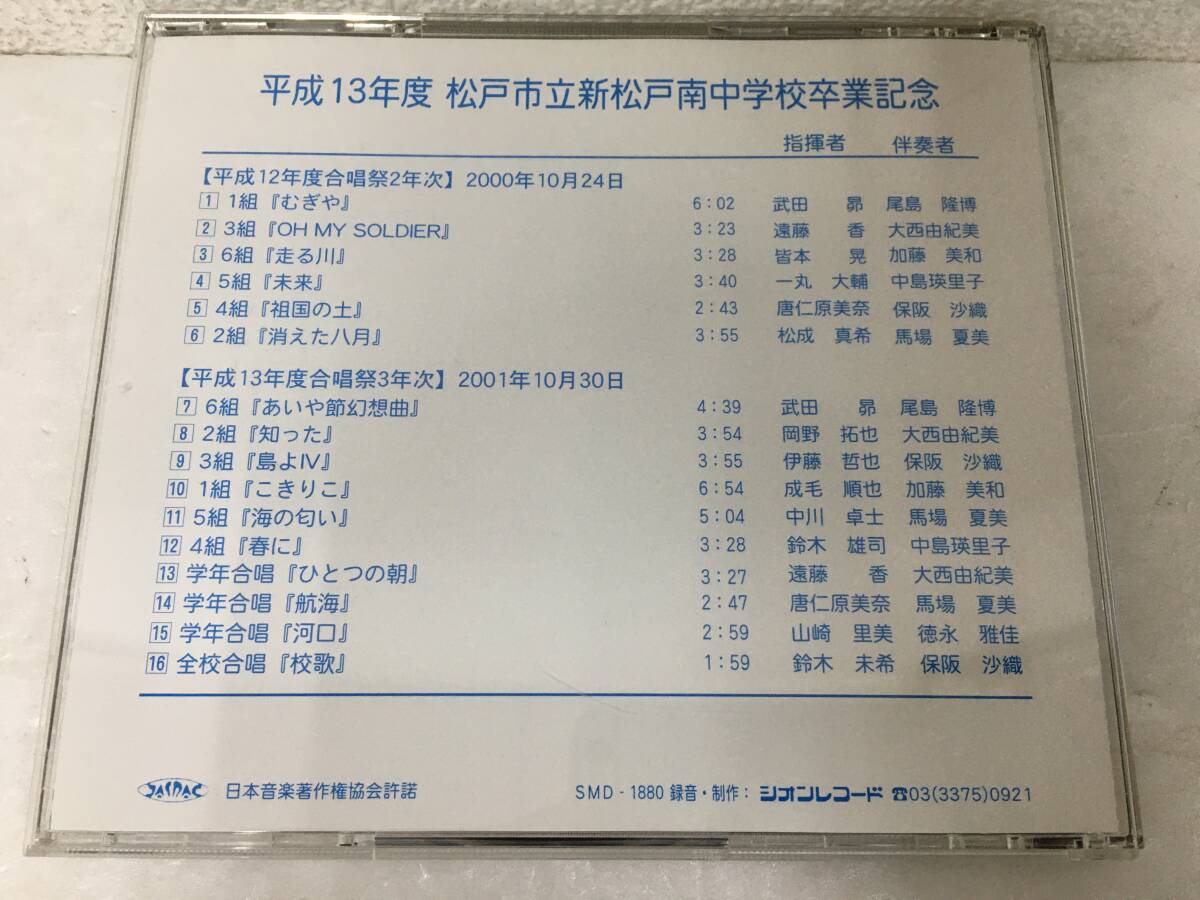 平成13年度 松戸市立新松戸南中学校卒業記念
指揮者 伴奏者
【平成12年度合唱祭2年次】2000年10月24日
1 1組『むぎや』 6:02 武田 昴 尾島 隆博
2 3組『OH MY SOLDIER』 3:23 遠藤 香 大西由紀美
3 6組『走る川』 3:28 皆本 晃 加藤 美和
4 5組『未来』 3:40 一丸 大輔 中島瑛里子
5 4組『祖国の土』 2:43 唐仁原美奈 保阪 沙織
6 2組『消えた八月』 3:55 松成 真希 馬場 夏美
【平成13年度合唱祭3年次】2001年10月30日
7 6組『あいや節幻想曲』 4:39 武田 昴 尾島 隆博
8 2組『知った』 3:54 岡野 拓也 大西由紀美
9 3組『島よⅣ』 3:55 伊藤 哲也 保阪 沙織
10 1組『こきりこ』 6:54 成毛 順也 加藤 美和
11 5組『海の匂い』 5:04 中川 卓士 馬場 夏美
12 4組『春に』 3:28 鈴木 雄司 中島瑛里子
13 学年合唱『ひとつの朝』 3:27 遠藤 香 大西由紀美
14 学年合唱『航海』 2:47 唐仁原美奈 馬場 夏美
15 学年合唱『河口』 2:59 山崎 里美 徳永 雅佳
16 全校合唱『校歌』 1:59 鈴木 未希 保阪 沙織
JASRAC 日本音楽著作権協会許諾 SMD-1880 録音・制作: シオンレコード ☎03(3375)0921